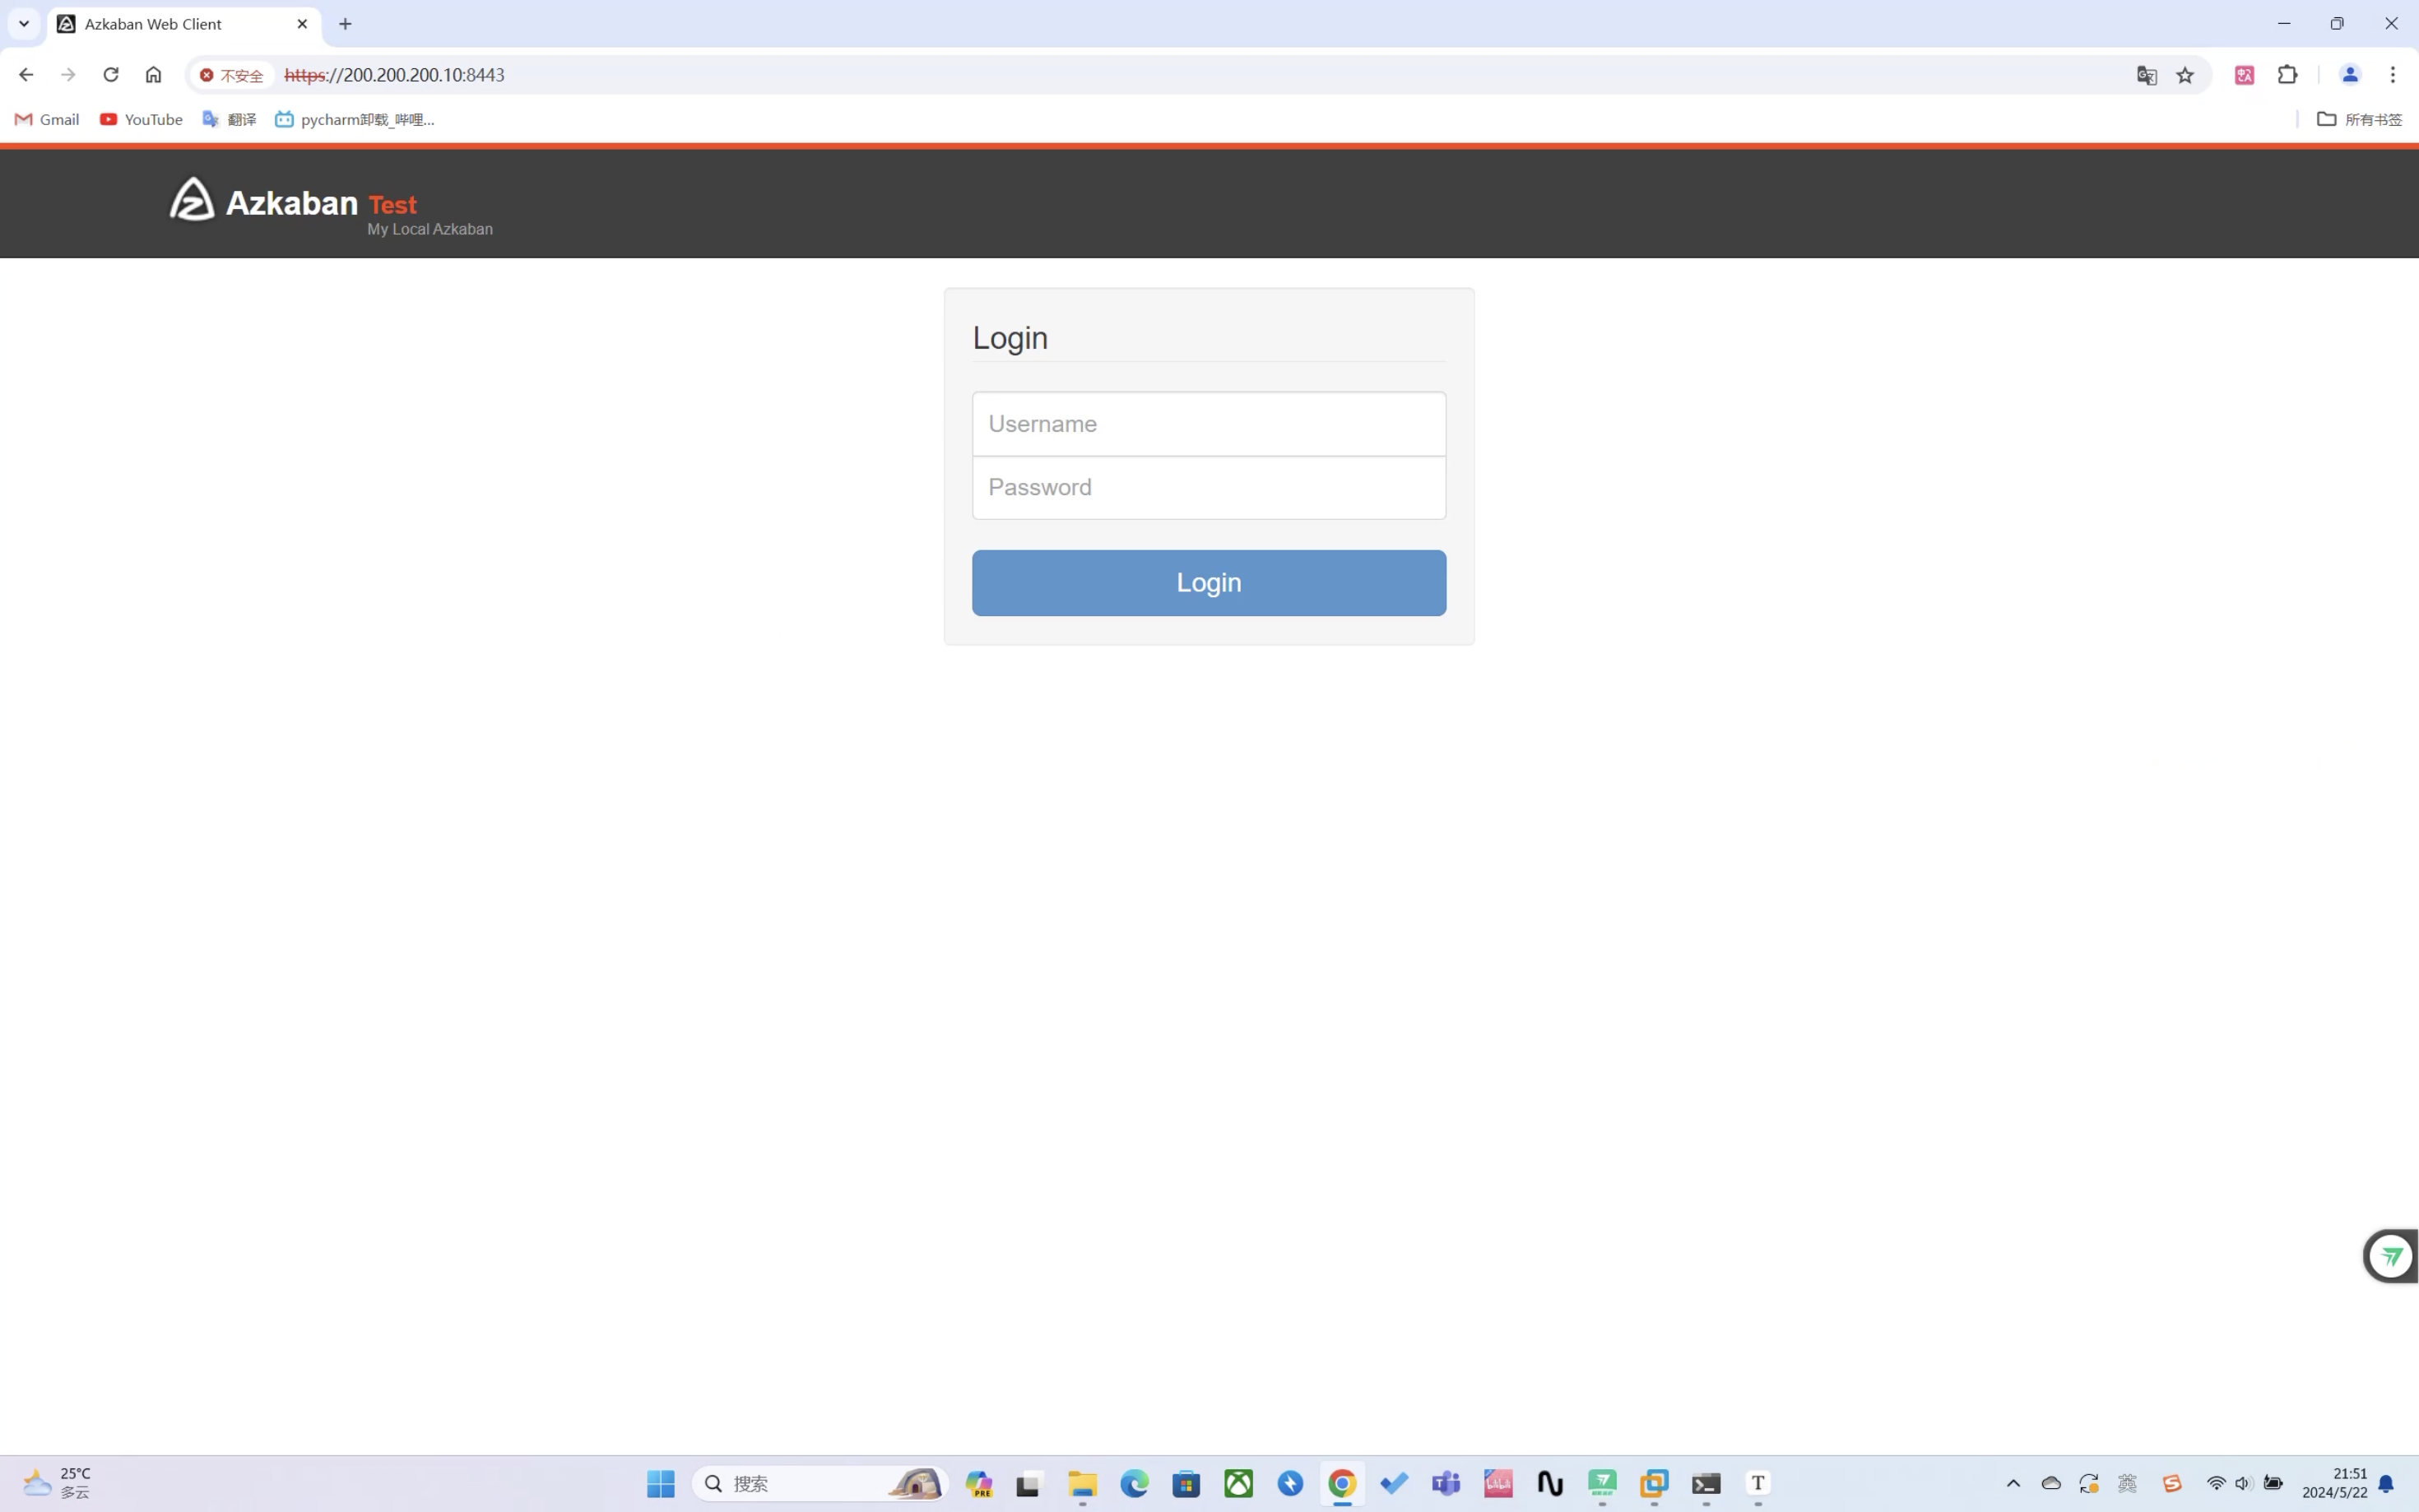 Azkaban Web Client
不安全
https://200.200.200.10:8443
Gmail
YouTube
翻译
pycharm卸载_哔哩...
所有书签
Azkaban Test
My Local Azkaban
Login
Username
Password
Login
25°C
多云
搜索
PRE
T
英
21:51
2024/5/22